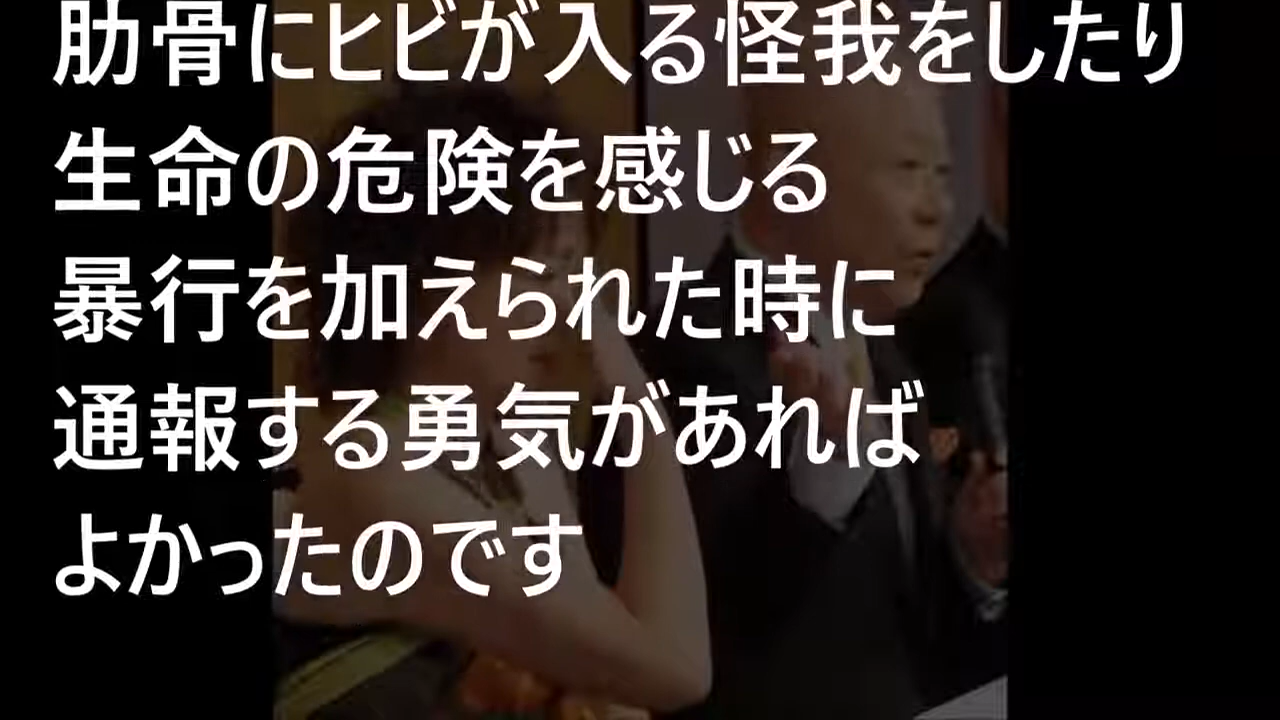 肋骨にヒビが入る怪我をしたり
生命の危険を感じる
暴行を加えられた時に
通報する勇気があれば
よかったのです